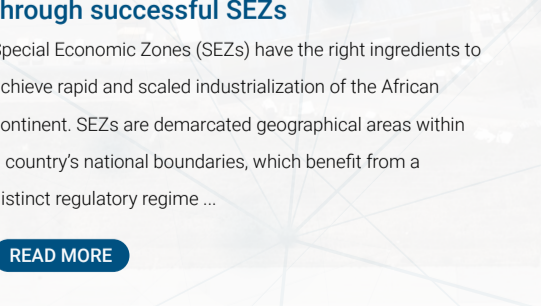 hrough successful SEZs
pecial Economic Zones (SEZs) have the right ingredients to
chieve rapid and scaled industrialization of the African
ontinent. SEZs are demarcated geographical areas within
country's national boundaries, which benefit from a
istinct regulatory regime ...
READ MORE